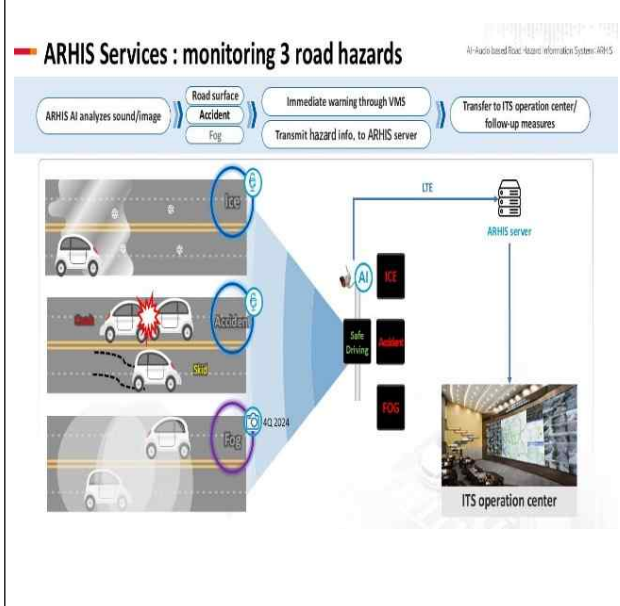 ARHIS Services : monitoring 3 road hazards
AI-Audio based Road Hazard Information System: ARHIS
ARHIS AI analyzes sound/image
Road surface
Accident
Fog
Immediate warning through VMS
Transmit hazard info, to ARHIS server
Transfer to ITS operation center/
follow-up measures
Ice
LTE
ARHIS server
AI
ICE
Crash
Accident
Skid
Safe
Driving
Accident
Fog
4Q 2024
FOG
ITS operation center